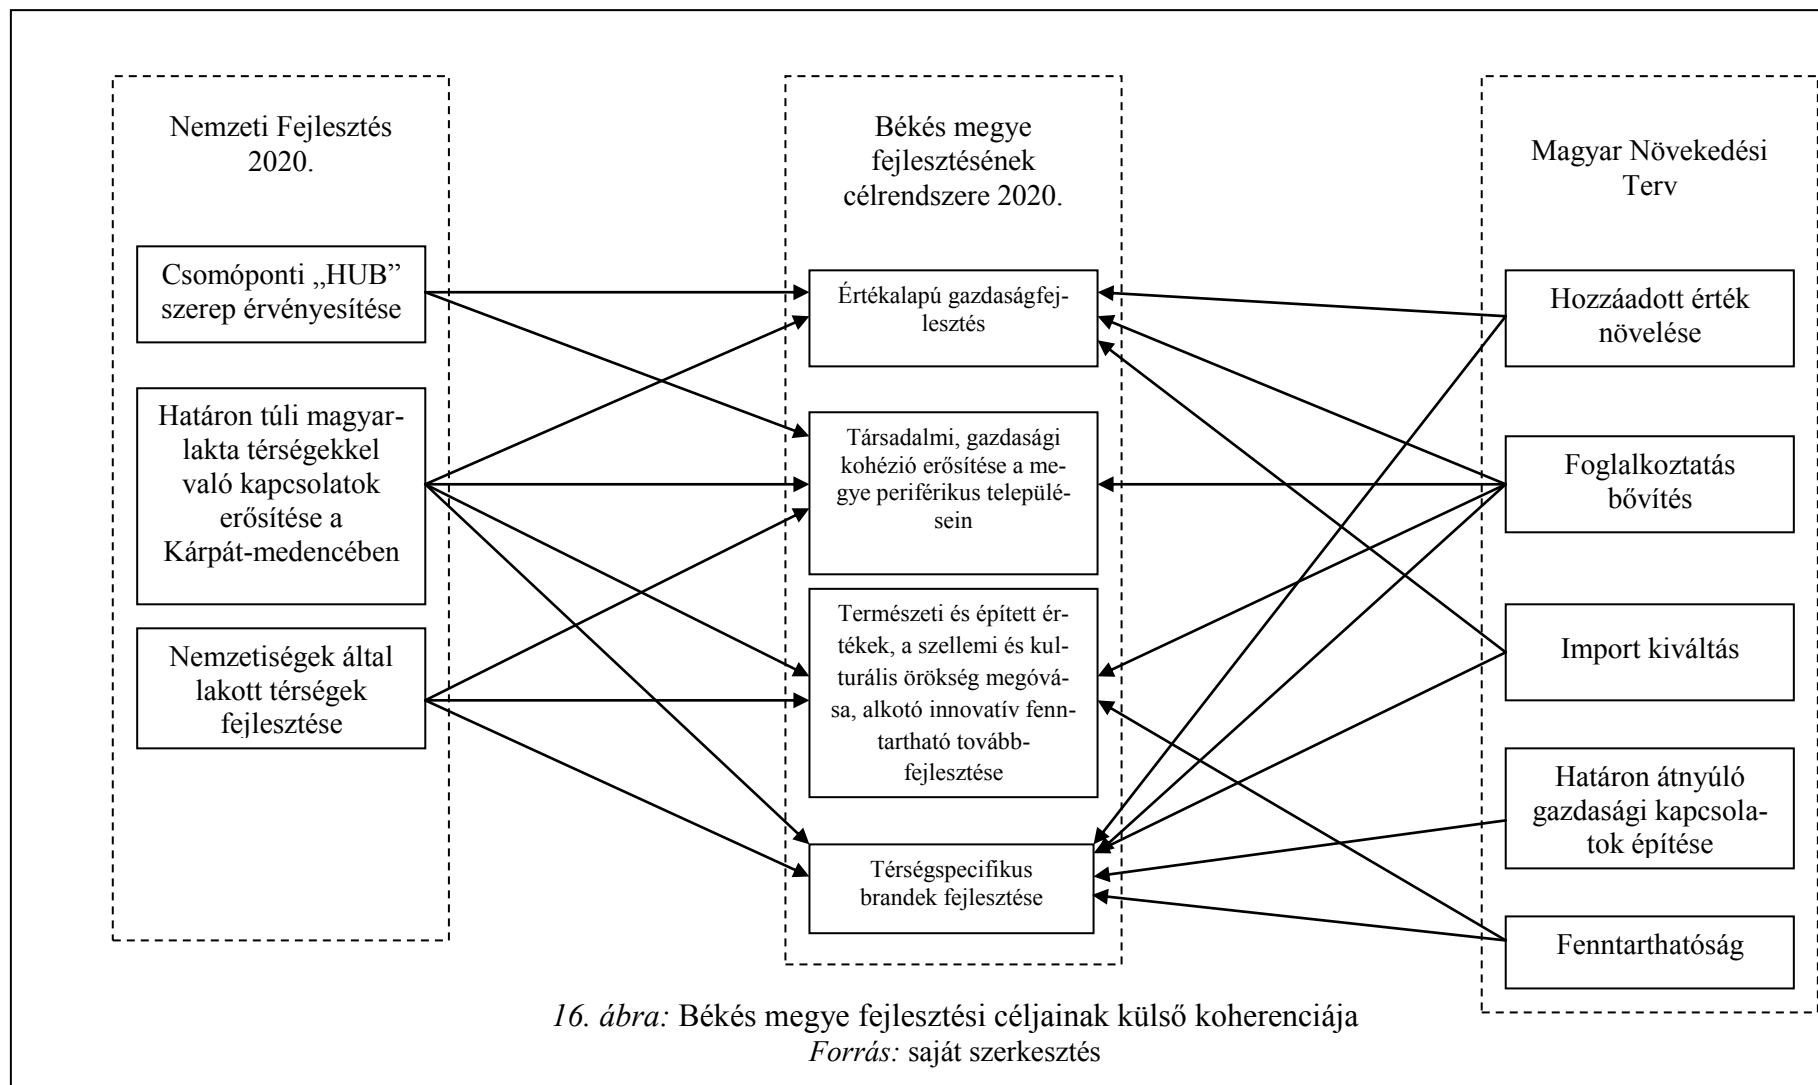 Nemzeti Fejlesztés
2020.
Csomóponti „HUB”
szerep érvényesítése
Határon túli magyar-
lakta térségekkel
való kapcsolatok
erősítése a
Kárpát-medencében
Nemzetiségek által
lakott térségek
fejlesztése
Békés megye
fejlesztésének
célrendszere 2020.
Értékalapú gazdaságfej-
lesztés
Társadalmi, gazdasági
kohézió erősítése a me-
gye periférikus települé-
sein
Természeti és épített ér-
tékek, a szellemi és kul-
turális örökség megóvá-
sa, alkotó innovatív fenn-
tartható tovább-
fejlesztése
Térségspecifikus
brandek fejlesztése
Magyar Növekedési
Terv
Hozzáadott érték
növelése
Foglalkoztatás
bővítés
Import kiváltás
Határon átnyúló
gazdasági kapcsola-
tok építése
Fenntarthatóság
16. ábra: Békés megye fejlesztési céljainak külső koherenciája
Forrás: saját szerkesztés